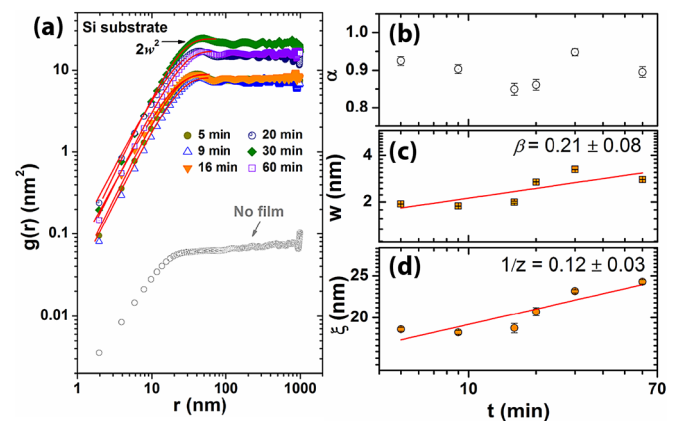 (a)
Si substrate
2w²
5 min
20 min
9 min
30 min
16 min
60 min
No film
g(r) (nm²)
10
1
0.1
0.01
1
10
100
1000
r (nm)
(b)
α
1.0
0.9
0.8
(c)
β = 0.21 ± 0.08
w (nm)
4
2
(d)
1/z = 0.12 ± 0.03
ξ (nm)
25
20
10
70
t (min)